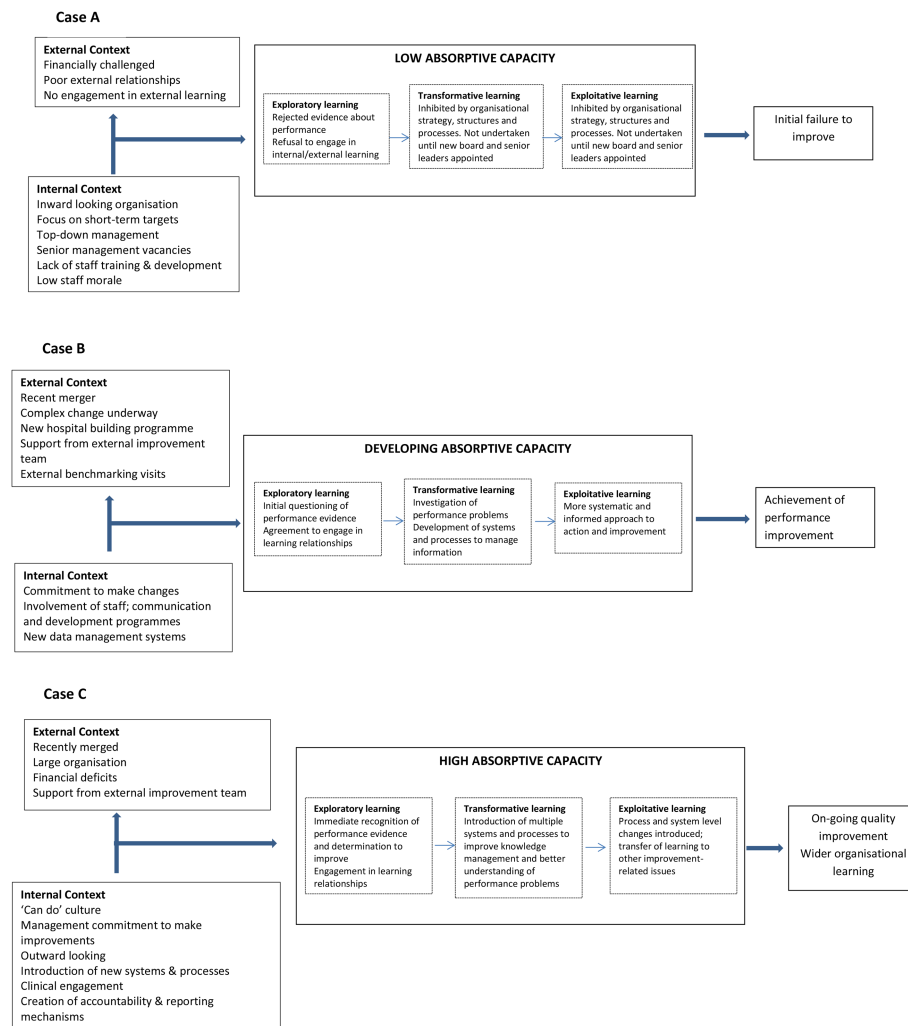 Case A
External Context
Financially challenged
Poor external relationships
No engagement in external learning
Internal Context
Inward looking organisation
Focus on short-term targets
Top-down management
Senior management vacancies
Lack of staff training & development
Low staff morale
LOW ABSORPTIVE CAPACITY
Exploratory learning
Rejected evidence about
performance
Refusal to engage in
internal/external learning
Transformative learning
Inhibited by organisational
strategy, structures and
processes. Not undertaken
until new board and senior
leaders appointed
Exploitative learning
Inhibited by organisational
strategy, structures and
processes. Not undertaken
until new board and senior
leaders appointed
Initial failure to
improve
Case B
External Context
Recent merger
Complex change underway
New hospital building programme
Support from external improvement
team
External benchmarking visits
Internal Context
Commitment to make changes
Involvement of staff; communication
and development programmes
New data management systems
DEVELOPING ABSORPTIVE CAPACITY
Exploratory learning
Initial questioning of
performance evidence
Agreement to engage in
learning relationships
Transformative learning
Investigation of
performance problems
Development of systems
and processes to manage
information
Exploitative learning
More systematic and
informed approach to
action and improvement
Achievement of
performance
improvement
Case C
External Context
Recently merged
Large organisation
Financial deficits
Support from external improvement team
Internal Context
‘Can do’ culture
Management commitment to make
improvements
Outward looking
Introduction of new systems & processes
Clinical engagement
Creation of accountability & reporting
mechanisms
HIGH ABSORPTIVE CAPACITY
Exploratory learning
Immediate recognition of
performance evidence
and determination to
improve
Engagement in learning
relationships
Transformative learning
Introduction of multiple
systems and processes to
improve knowledge
management and better
understanding of
performance problems
Exploitative learning
Process and system level
changes introduced;
transfer of learning to
other improvement-
related issues
On-going quality
improvement
Wider organisational
learning